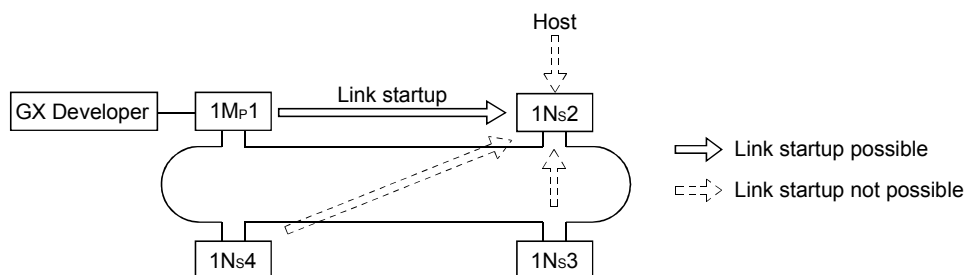 Host
Link startup
GX Developer
1MP1
1NS2
Link startup possible
Link startup not possible
1NS4
1NS3